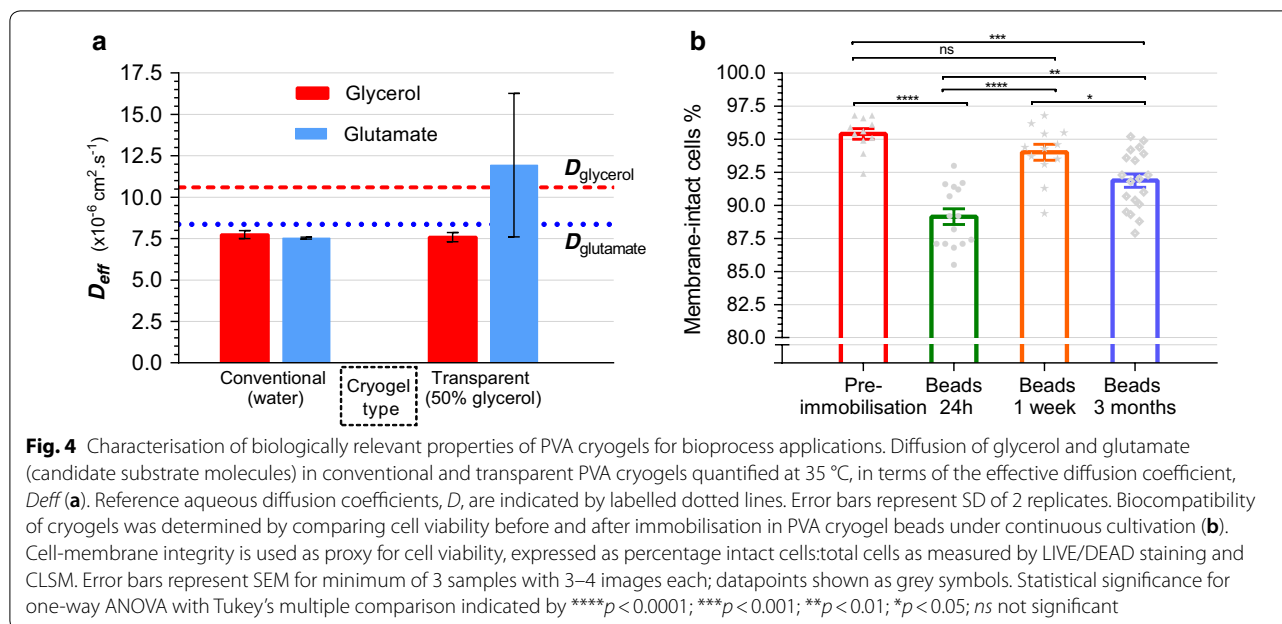 a
17.5
15.0
12.5
10.0
7.5
5.0
2.5
0.0
Deff (x10-6 cm2.s-1)
Glycerol
Glutamate
Dglycerol
Dglutamate
Conventional
(water)
Cryogel
type
Transparent
(50% glycerol)
b
***
ns
**
****
****
*
100.0
97.5
95.0
92.5
90.0
87.5
85.0
82.5
80.0
Membrane-intact cells %
Pre-
immobilisation
Beads
24h
Beads
1 week
Beads
3 months
Fig. 4 Characterisation of biologically relevant properties of PVA cryogels for bioprocess applications. Diffusion of glycerol and glutamate
(candidate substrate molecules) in conventional and transparent PVA cryogels quantified at 35 °C, in terms of the effective diffusion coefficient,
Deff (a). Reference aqueous diffusion coefficients, D, are indicated by labelled dotted lines. Error bars represent SD of 2 replicates. Biocompatibility
of cryogels was determined by comparing cell viability before and after immobilisation in PVA cryogel beads under continuous cultivation (b).
Cell-membrane integrity is used as proxy for cell viability, expressed as percentage intact cells:total cells as measured by LIVE/DEAD staining and
CLSM. Error bars represent SEM for minimum of 3 samples with 3–4 images each; datapoints shown as grey symbols. Statistical significance for
one-way ANOVA with Tukey's multiple comparison indicated by ****p < 0.0001; ***p < 0.001; **p < 0.01; *p < 0.05; ns not significant